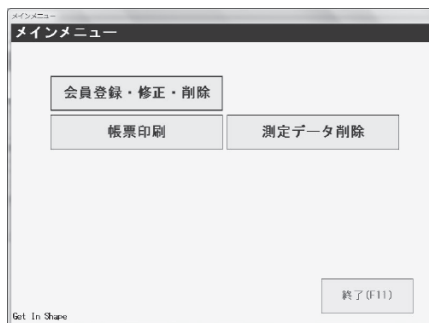 メインメニュー
メインメニュー
会員登録・修正・削除
帳票印刷
測定データ削除
終了(F11)
Get In Shape